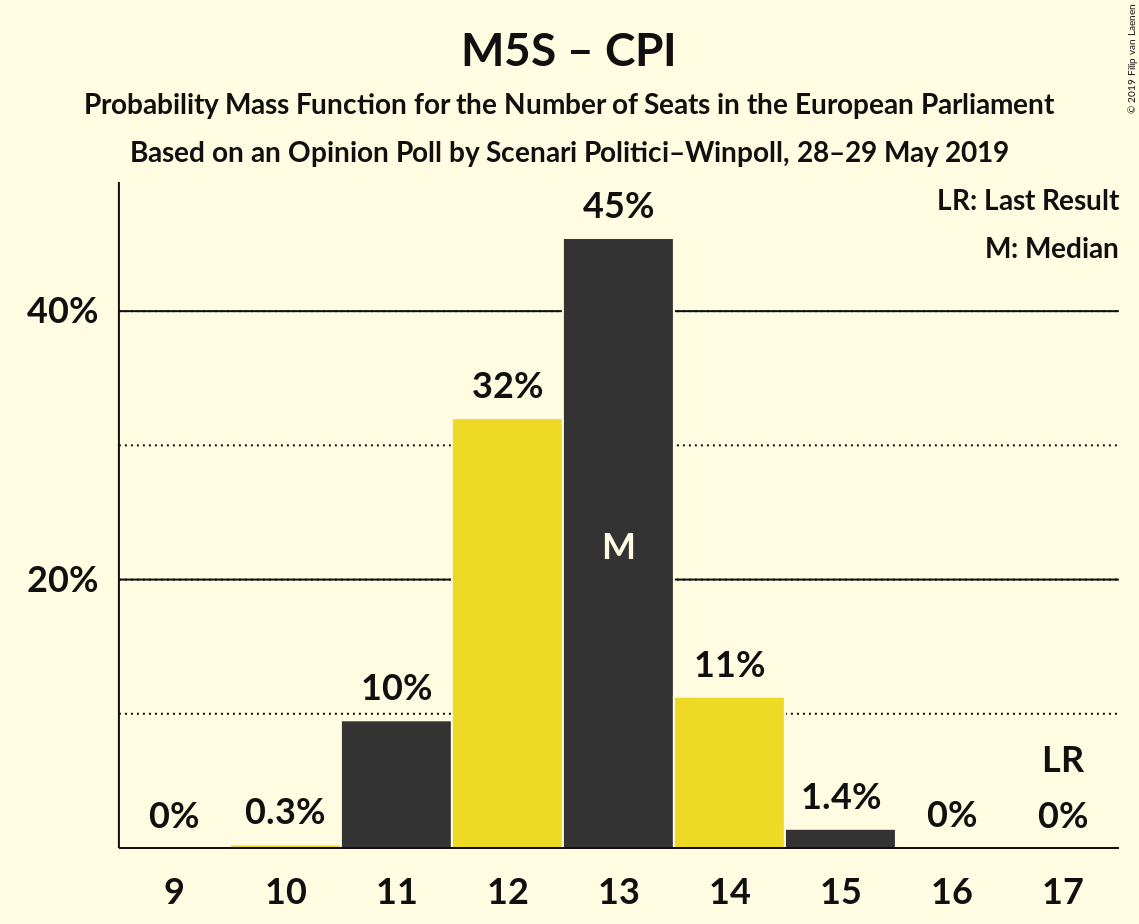 M5S – CPI
Probability Mass Function for the Number of Seats in the European Parliament
Based on an Opinion Poll by Scenari Politici–Winpoll, 28–29 May 2019
© 2019 Filip van Laenen
LR: Last Result
M: Median
45%
40%
32%
M
20%
11%
10%
LR
1.4%
0%
0.3%
0%
0%
9
10
11
12
13
14
15
16
17